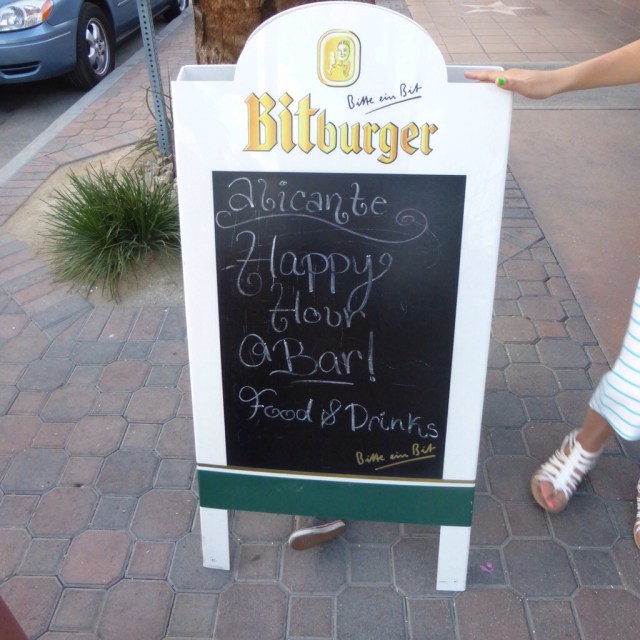 Bitte ein Bit
Bitburger
Alicante
Happy
Hour
@ Bar!
Food & Drinks
Bitte ein Bit